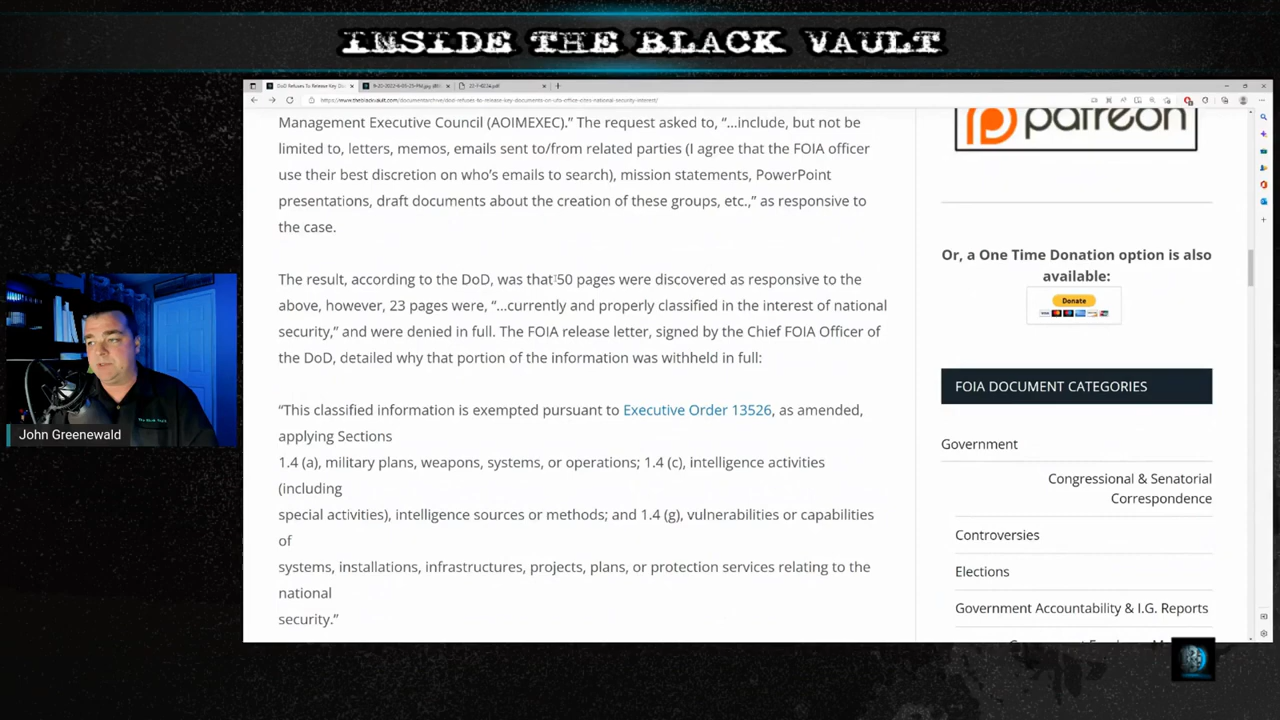 INSIDE THE BLACK VAULT
DoD Refuses To Release Key Do
22-F-0234.pdf
Management Executive Council (AOIMEXEC).” The request asked to, “…include, but not be
limited to, letters, memos, emails sent to/from related parties (I agree that the FOIA officer
use their best discretion on who’s emails to search), mission statements, PowerPoint
presentations, draft documents about the creation of these groups, etc.,” as responsive to
the case.
The result, according to the DoD, was that 50 pages were discovered as responsive to the
above, however, 23 pages were, “…currently and properly classified in the interest of national
security,” and were denied in full. The FOIA release letter, signed by the Chief FOIA Officer of
the DoD, detailed why that portion of the information was withheld in full:
“This classified information is exempted pursuant to Executive Order 13526, as amended,
applying Sections
1.4 (a), military plans, weapons, systems, or operations; 1.4 (c), intelligence activities
(including
special activities), intelligence sources or methods; and 1.4 (g), vulnerabilities or capabilities
of
systems, installations, infrastructures, projects, plans, or protection services relating to the
national
security.”
patreon
Or, a One Time Donation option is also
available:
Donate
FOIA DOCUMENT CATEGORIES
Government
Congressional & Senatorial
Correspondence
Controversies
Elections
Government Accountability & I.G. Reports
John Greenewald